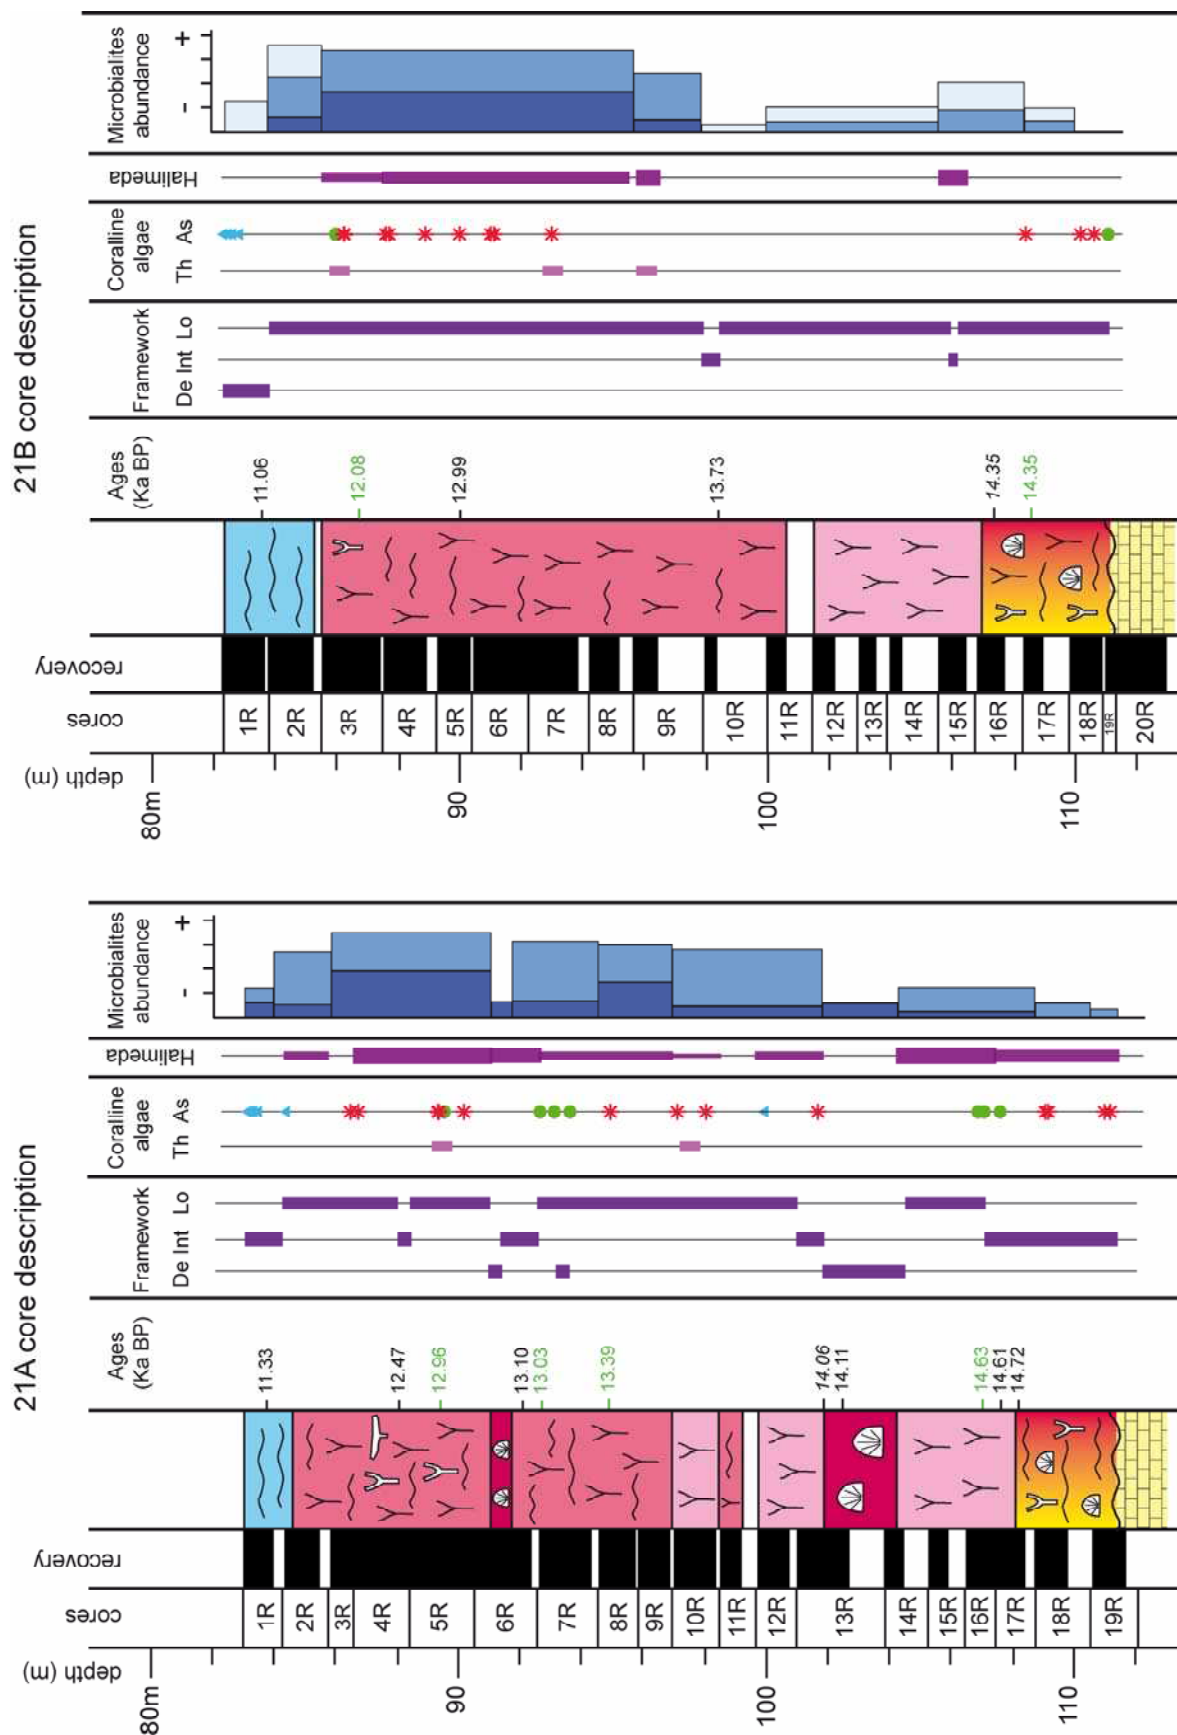 21A core description
depth (m)
80m
90
100
110
cores
1R
2R
3R
4R
5R
6R
7R
8R
9R
10R
11R
12R
13R
14R
15R
16R
17R
18R
19R
recovery
Ages
(Ka BP)
11.33
12.47
12.96
13.10
13.03
13.39
14.06
14.11
14.63
14.61
14.72
Framework
De Int Lo
Coralline
algae
Th As
Halimeda
Microbialites
abundance
- +
21B core description
depth (m)
80m
90
100
110
cores
1R
2R
3R
4R
5R
6R
7R
8R
9R
10R
11R
12R
13R
14R
15R
16R
17R
18R
19R
20R
recovery
Ages
(Ka BP)
11.06
12.08
12.99
13.73
14.35
14.35
Framework
De Int Lo
Coralline
algae
Th As
Halimeda
Microbialites
abundance
- +